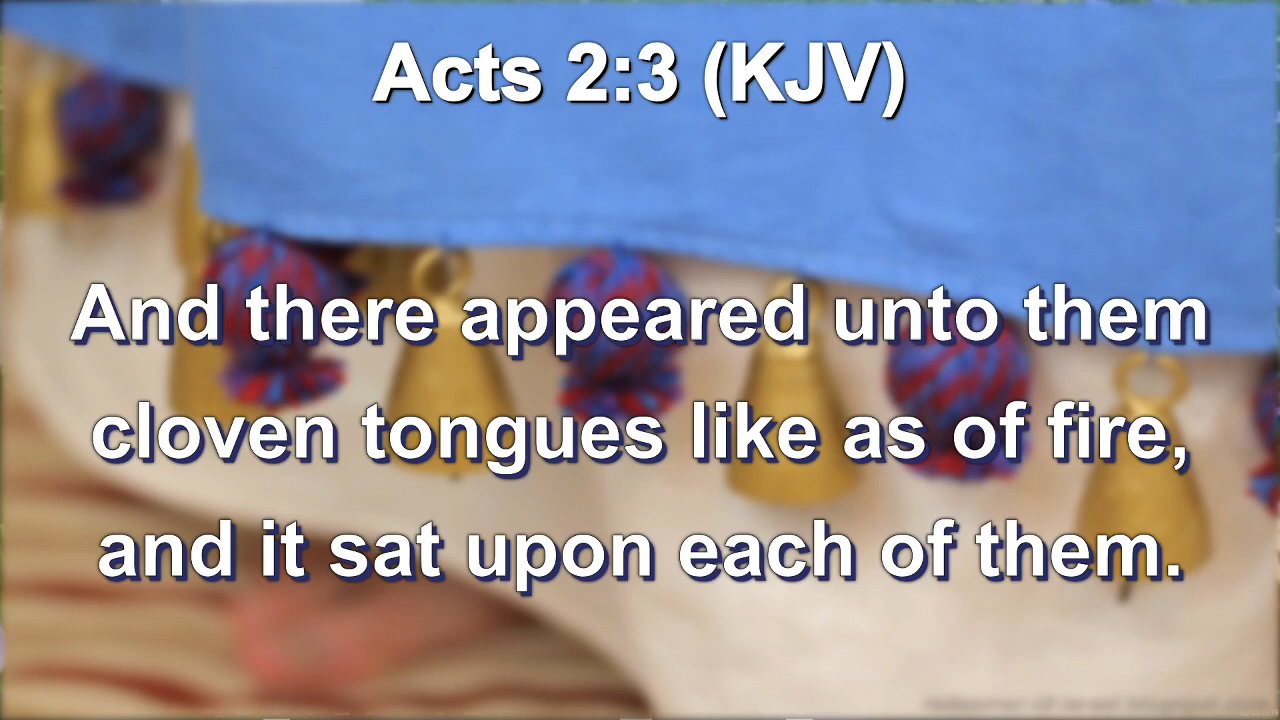 Acts 2:3 (KJV)
And there appeared unto them
cloven tongues like as of fire,
and it sat upon each of them.